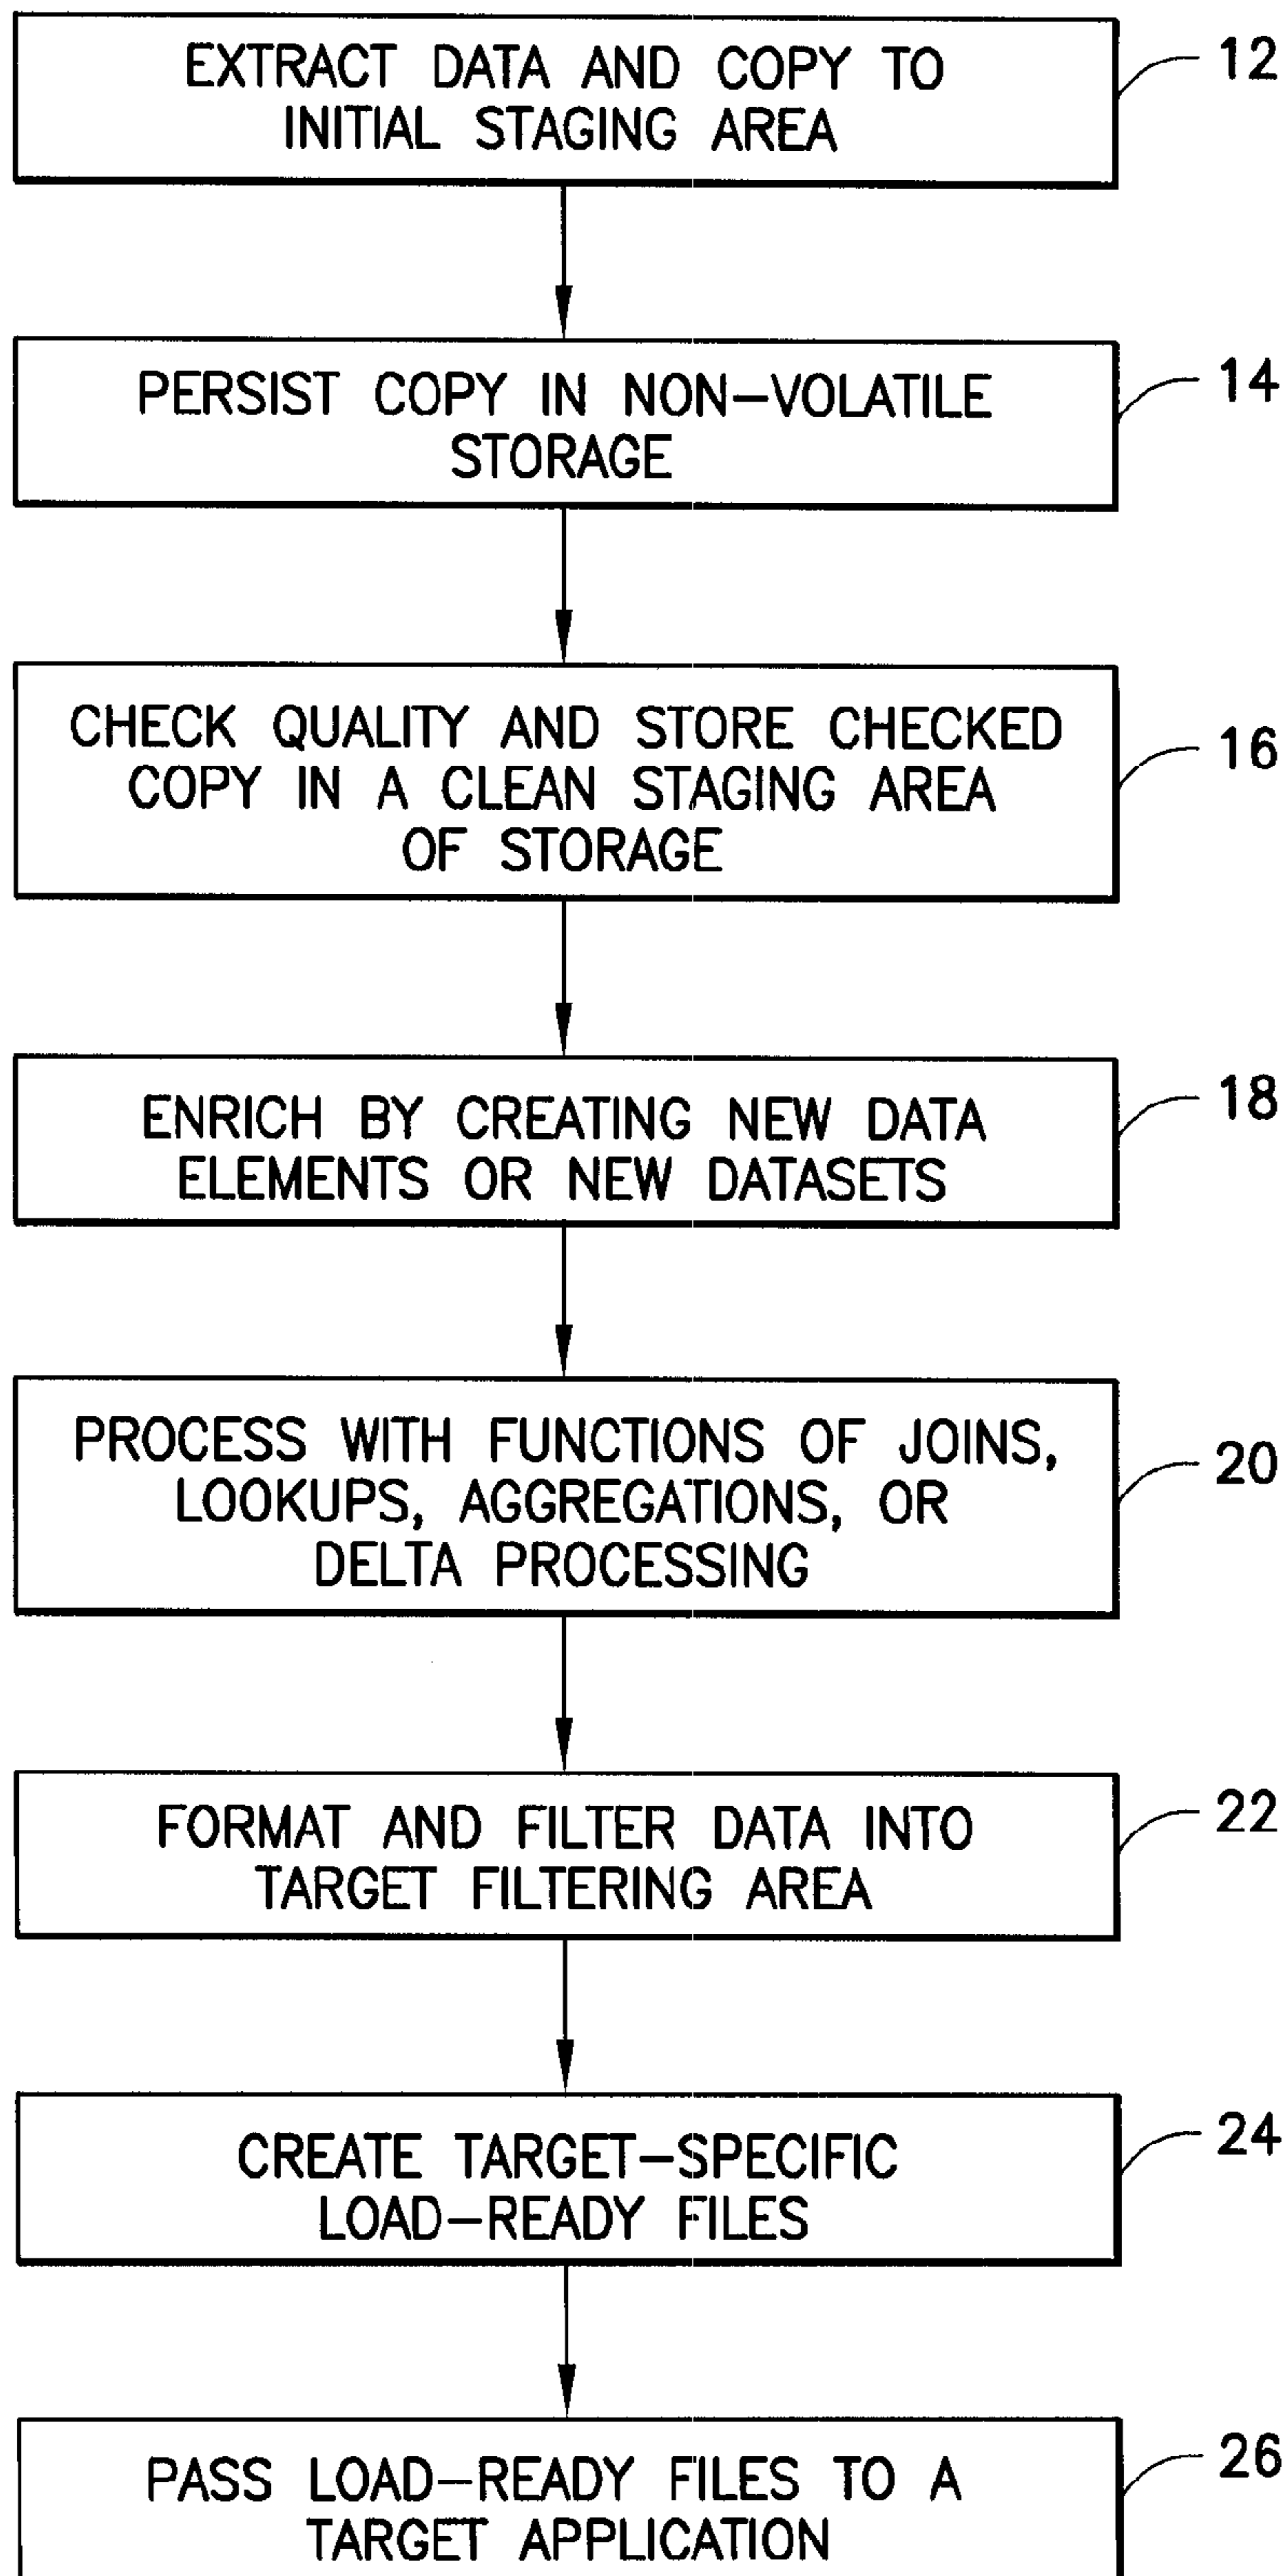 EXTRACT DATA AND COPY TO
INITIAL STAGING AREA
12
PERSIST COPY IN NON-VOLATILE
STORAGE
14
CHECK QUALITY AND STORE CHECKED
COPY IN A CLEAN STAGING AREA
OF STORAGE
16
ENRICH BY CREATING NEW DATA
ELEMENTS OR NEW DATASETS
18
PROCESS WITH FUNCTIONS OF JOINS,
LOOKUPS, AGGREGATIONS, OR
DELTA PROCESSING
20
FORMAT AND FILTER DATA INTO
TARGET FILTERING AREA
22
CREATE TARGET-SPECIFIC
LOAD-READY FILES
24
PASS LOAD-READY FILES TO A
TARGET APPLICATION
26